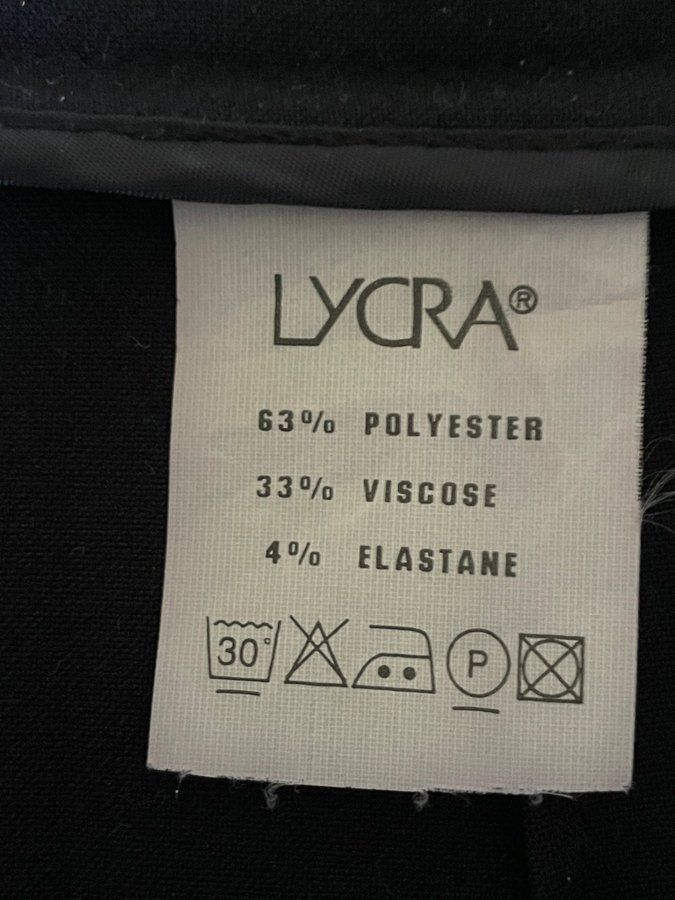 LYCRA®
63% POLYESTER
33% VISCOSE
4% ELASTANE
30° P